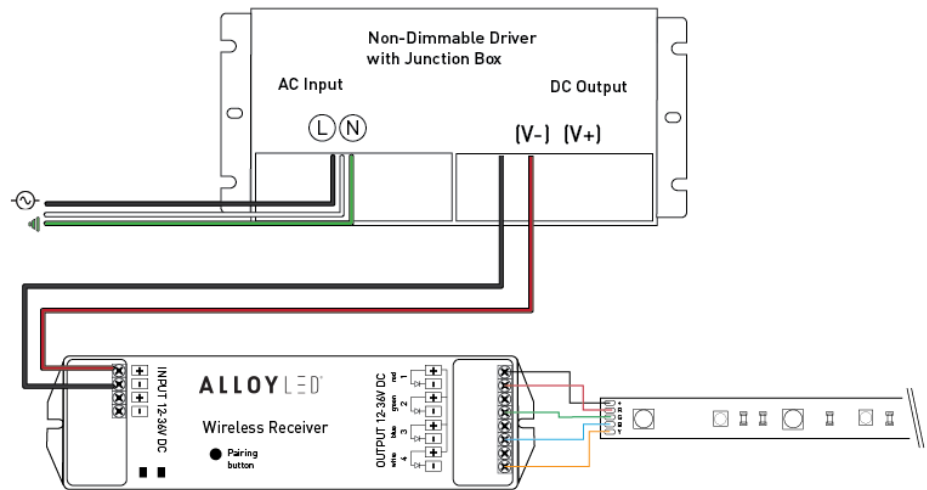 Non-Dimmable Driver
with Junction Box
AC Input
DC Output
L N
(V-) (V+)
INPUT 12-36V DC
+
-
+
-
ALLOYLED®
Wireless Receiver
Pairing
button
OUTPUT 12-36V DC
red 1 + -
green 2 + -
blue 3 + -
white 4 + -